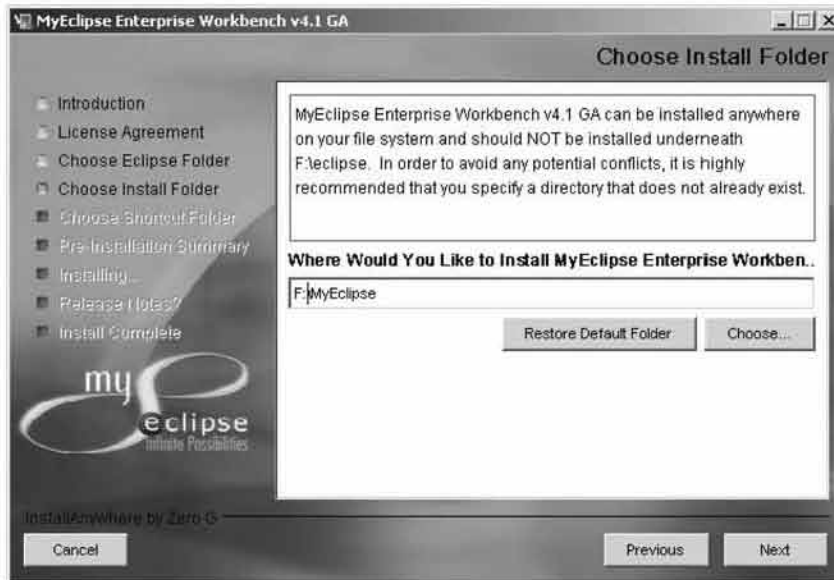 MyEclipse Enterprise Workbench v4.1 GA
Choose Install Folder
Introduction
License Agreement
Choose Eclipse Folder
Choose Install Folder
Choose Shortcut Folder
Pre-Installation Summary
Installing...
Release Notes?
Install Complete
my
eclipse
Infinite Possibilities
MyEclipse Enterprise Workbench v4.1 GA can be installed anywhere
on your file system and should NOT be installed underneath
F:\eclipse. In order to avoid any potential conflicts, it is highly
recommended that you specify a directory that does not already exist.
Where Would You Like to Install MyEclipse Enterprise Workben..
F:\MyEclipse
Restore Default Folder
Choose...
InstallAnywhere by Zero G
Cancel
Previous
Next